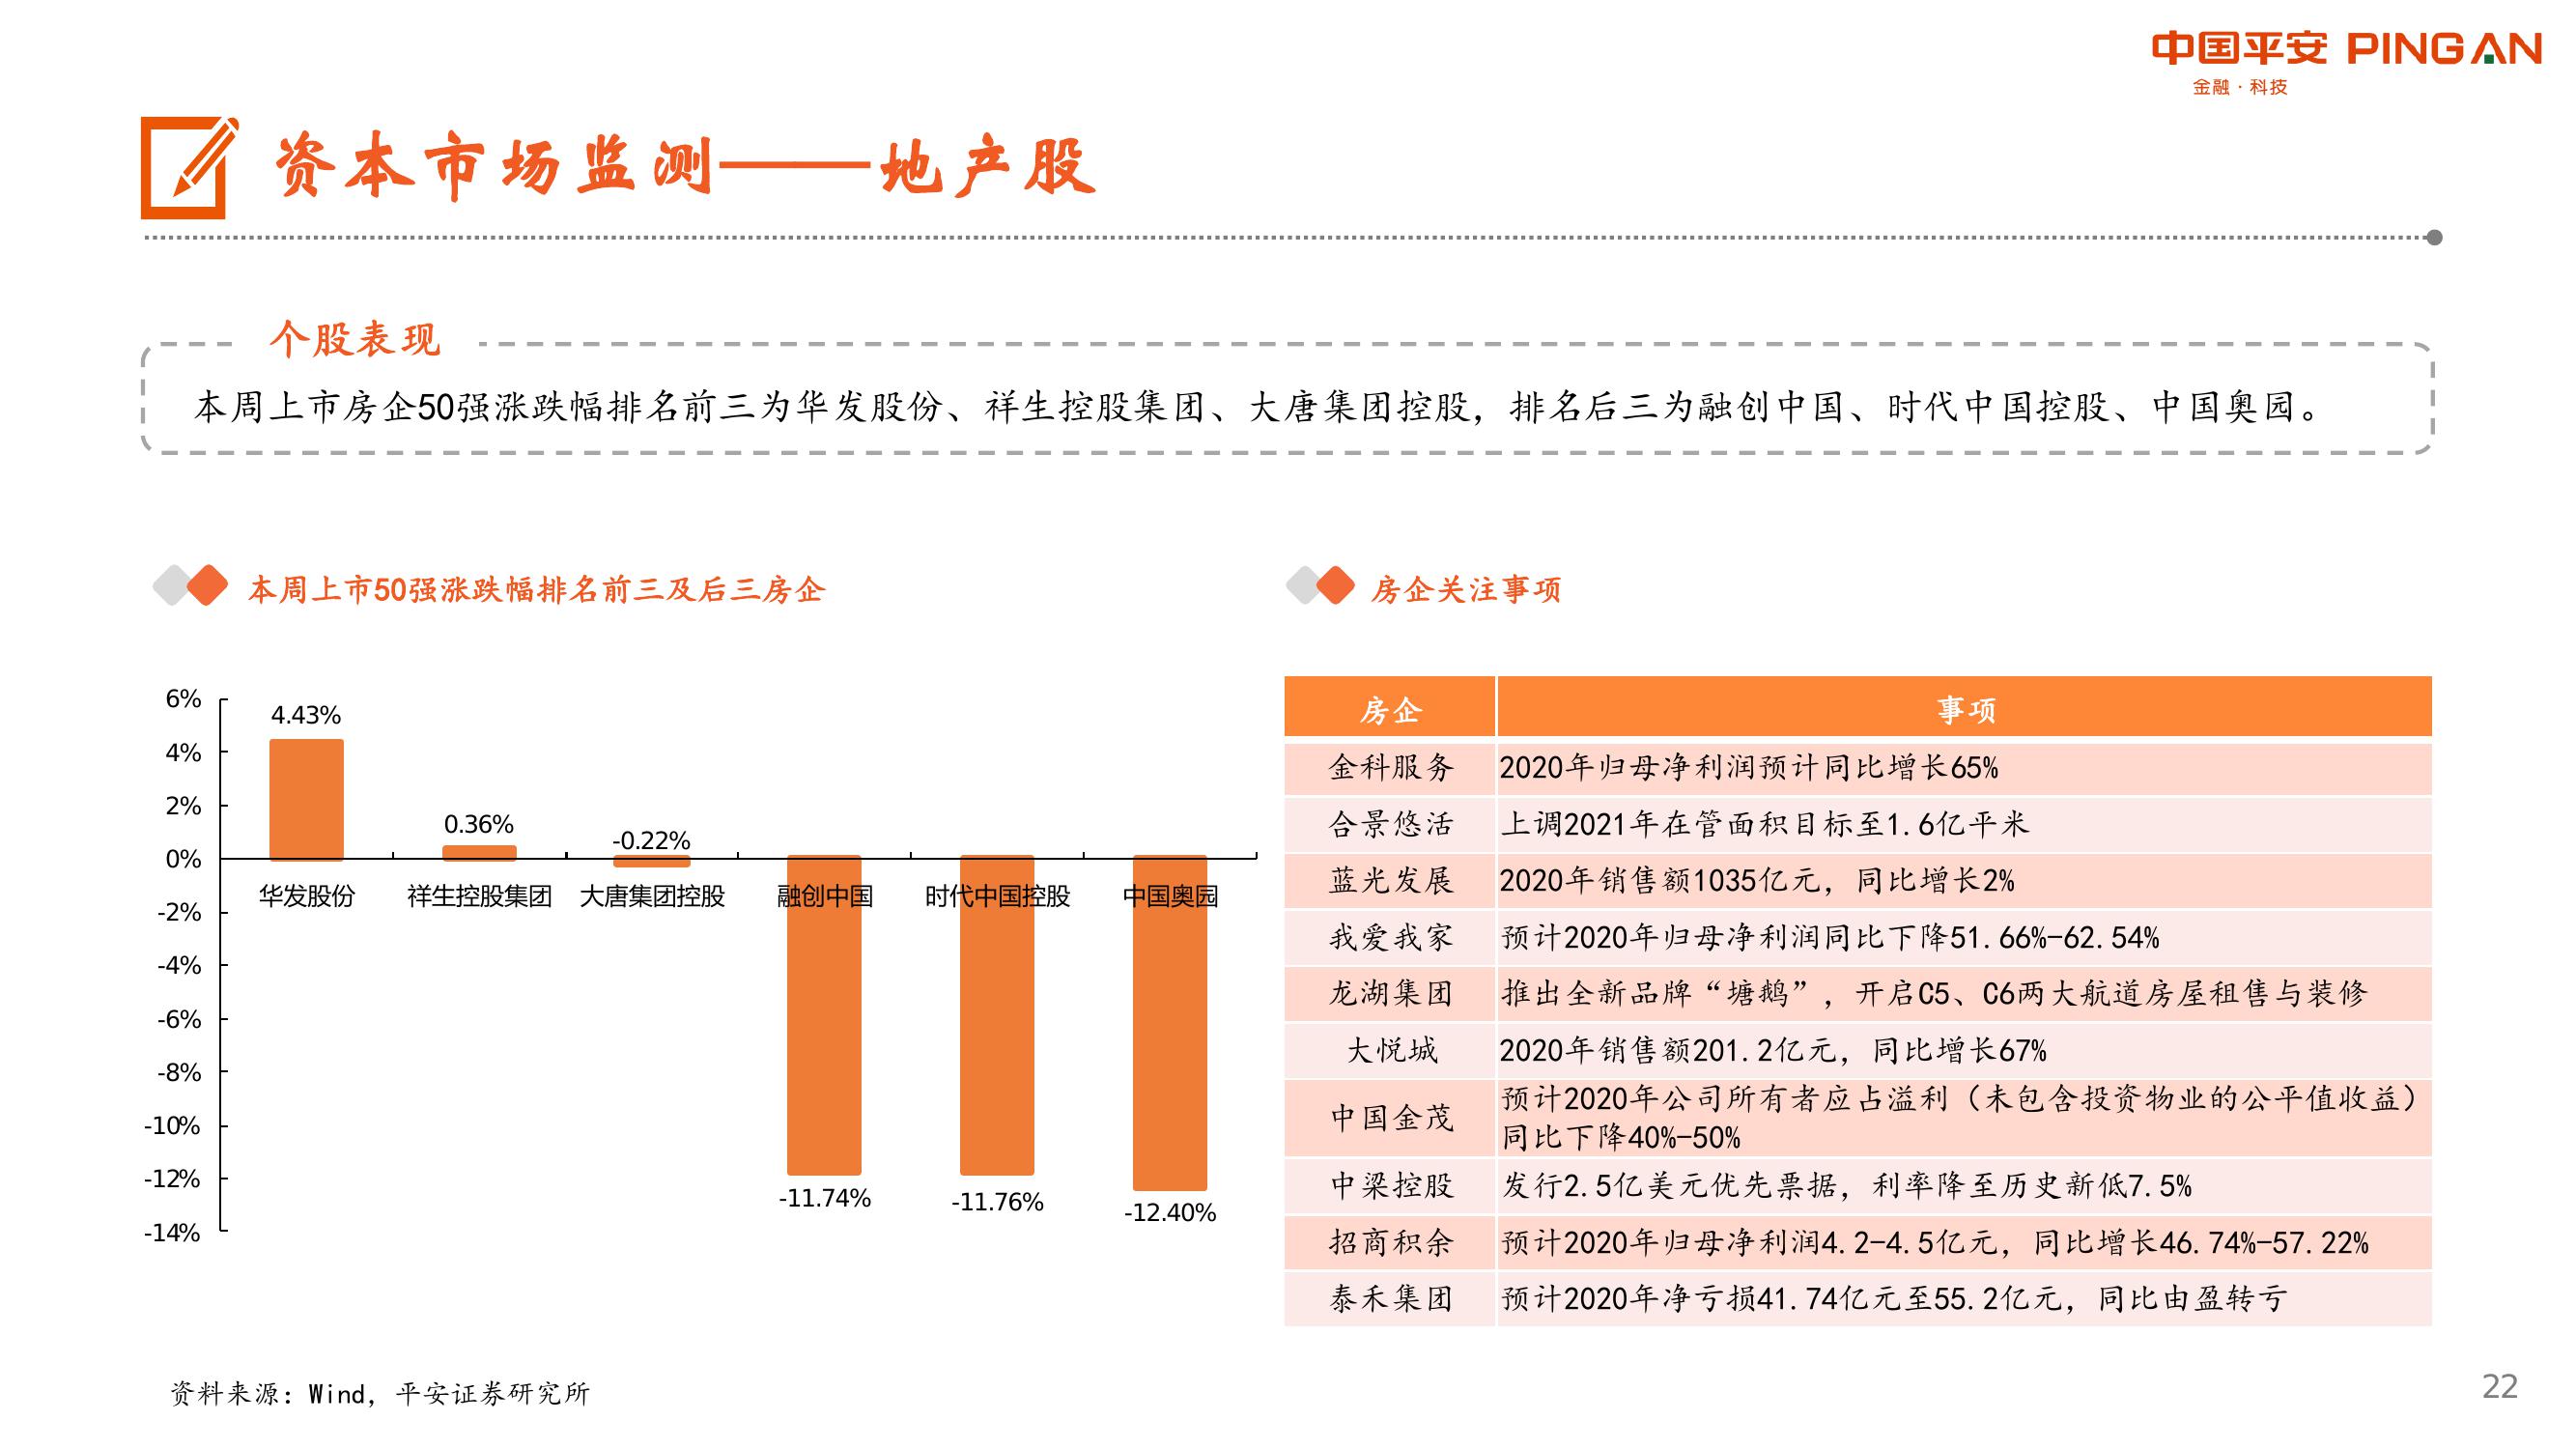 中国平安 PINGAN
金融·科技
资本市场监测——地产股
个股表现
本周上市房企50强涨跌幅排名前三为华发股份、祥生控股集团、大唐集团控股，排名后三为融创中国、时代中国控股、中国奥园。
本周上市50强涨跌幅排名前三及后三房企
6%
4%
2%
0%
-2%
-4%
-6%
-8%
-10%
-12%
-14%
4.43%
0.36%
-0.22%
-11.74%
-11.76%
-12.40%
华发股份 祥生控股集团 大唐集团控股 融创中国 时代中国控股 中国奥园
房企关注事项
房企 事项
金科服务 2020年归母净利润预计同比增长65%
合景悠活 上调2021年在管面积目标至1.6亿平米
蓝光发展 2020年销售额1035亿元，同比增长2%
我爱我家 预计2020年归母净利润同比下降51.66%-62.54%
龙湖集团 推出全新品牌“塘鹅”，开启C5、C6两大航道房屋租售与装修
大悦城 2020年销售额201.2亿元，同比增长67%
中国金茂 预计2020年公司所有者应占溢利（未包含投资物业的公平值收益）
同比下降40%-50%
中梁控股 发行2.5亿美元优先票据，利率降至历史新低7.5%
招商积余 预计2020年归母净利润4.2-4.5亿元，同比增长46.74%-57.22%
泰禾集团 预计2020年净亏损41.74亿元至55.2亿元，同比由盈转亏
资料来源：Wind，平安证券研究所
22